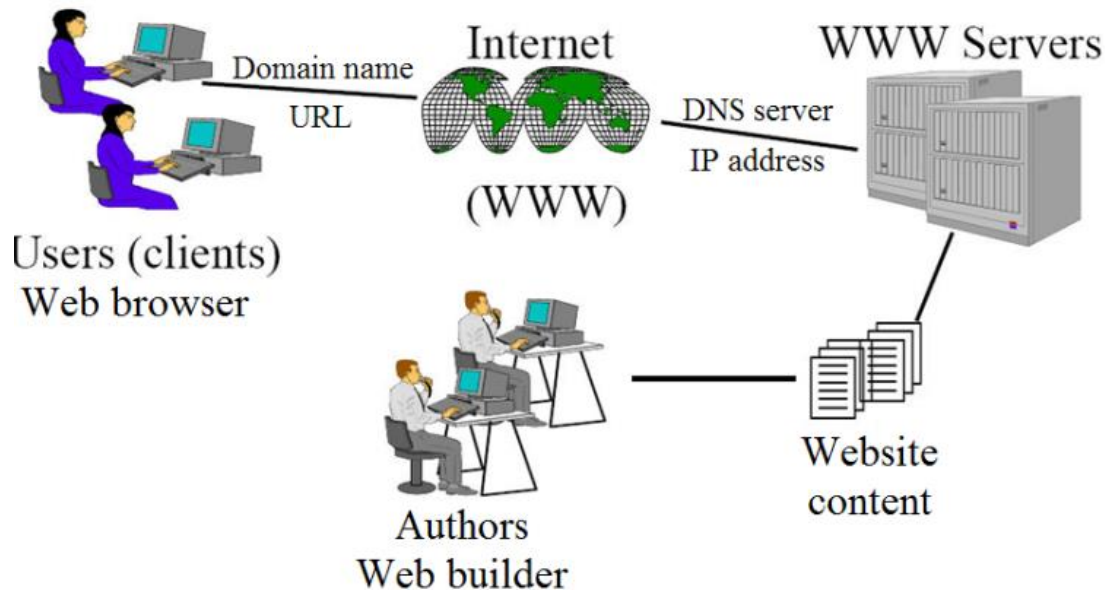 Internet
WWW Servers
Domain name
URL
DNS server
IP address
(WWW)
Users (clients)
Web browser
Website
content
Authors
Web builder